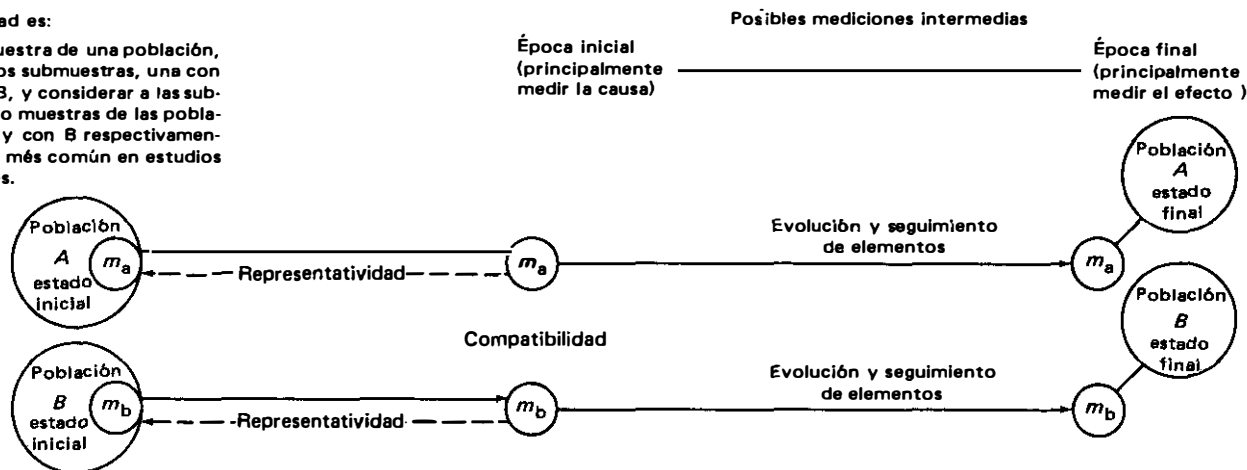 ad es:
uestra de una población,
os submuestras, una con
B, y considerar a las sub-
o muestras de las pobla-
y con B respectivamen-
més común en estudios
s.
Posibles mediciones intermedias
Época inicial
(principalmente
medir la causa)
Época final
(principalmente
medir el efecto )
Población
A
estado
final
Población
A
estado
inicial
ma
Representatividad
ma
Evolución y seguimiento
de elementos
ma
Compatibilidad
Población
B
estado
final
Población
B
estado
inicial
mb
Representatividad
mb
Evolución y seguimiento
de elementos
mb